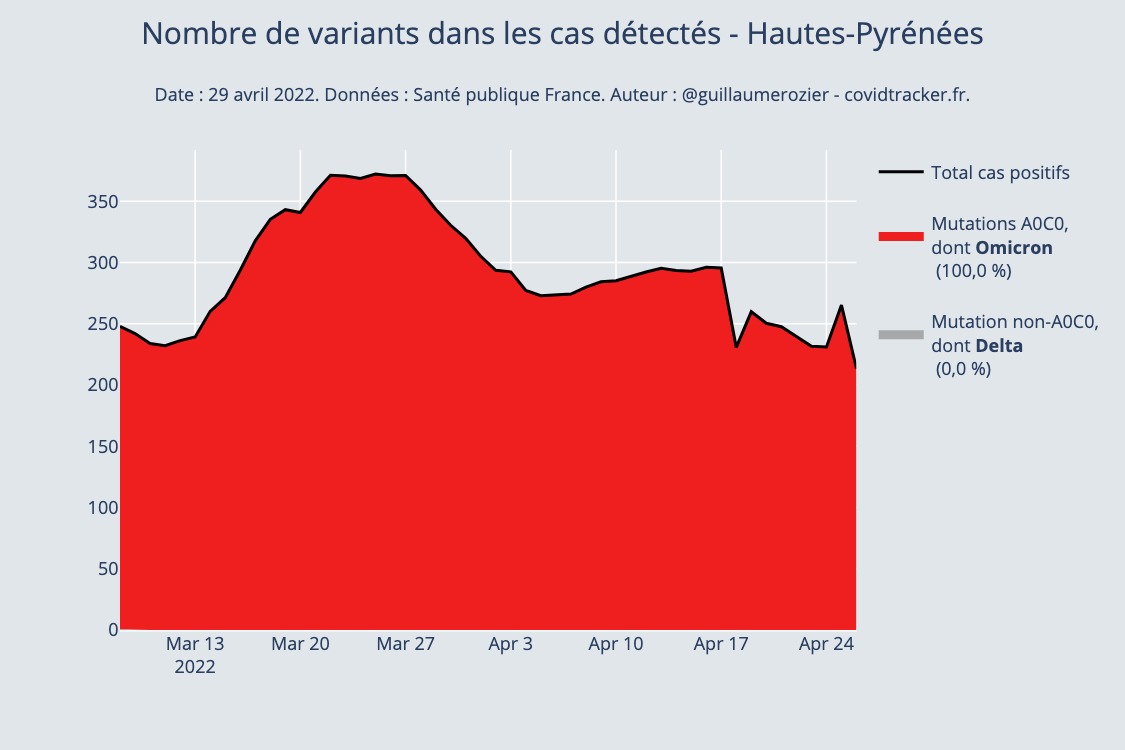 Nombre de variants dans les cas détectés - Hautes-Pyrénées
Date : 29 avril 2022. Données : Santé publique France. Auteur : @guillaumerozier - covidtracker.fr.
Total cas positifs
Mutations A0C0,
dont Omicron
(100,0 %)
Mutation non-A0C0,
dont Delta
(0,0 %)
350
300
250
200
150
100
50
0
Mar 13
2022
Mar 20
Mar 27
Apr 3
Apr 10
Apr 17
Apr 24